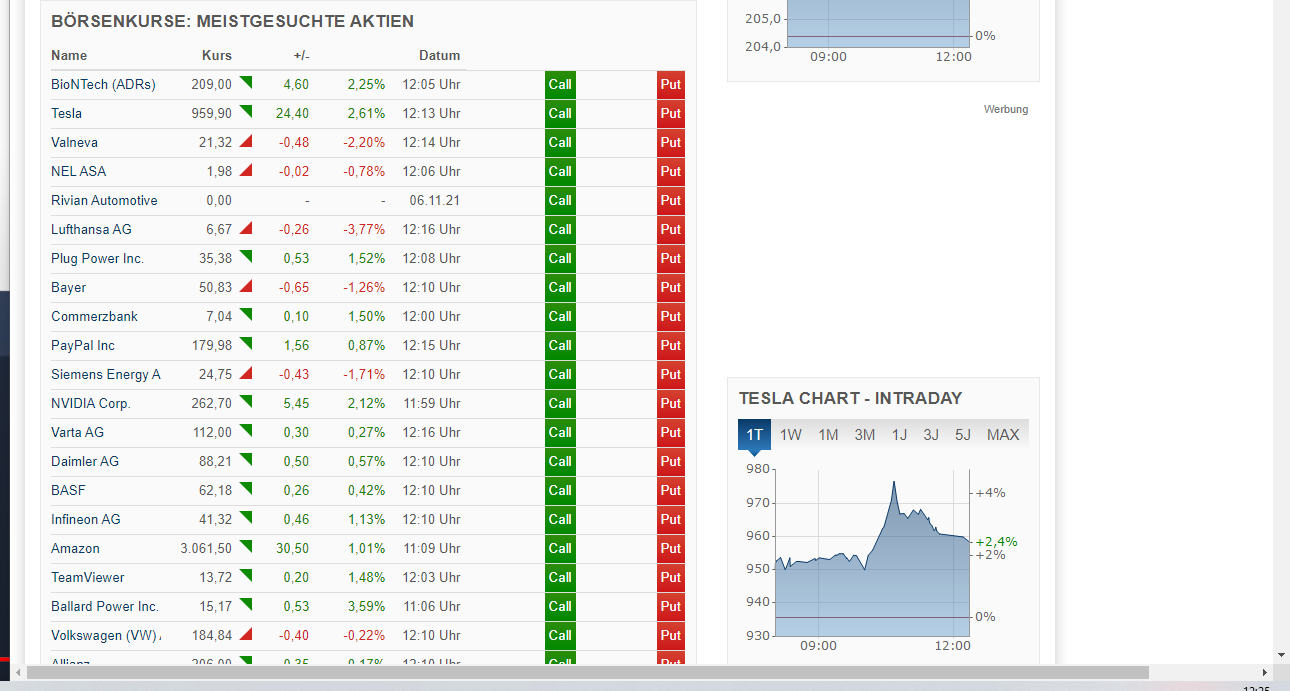 BÖRSENKURSE: MEISTGESUCHTE AKTIEN
Name Kurs +/- Datum
BioNTech (ADRs) 209,00 4,60 2,25% 12:05 Uhr Call Put
Tesla 959,90 24,40 2,61% 12:13 Uhr Call Put
Valneva 21,32 -0,48 -2,20% 12:14 Uhr Call Put
NEL ASA 1,98 -0,02 -0,78% 12:06 Uhr Call Put
Rivian Automotive 0,00 - - 06.11.21 Call Put
Lufthansa AG 6,67 -0,26 -3,77% 12:16 Uhr Call Put
Plug Power Inc. 35,38 0,53 1,52% 12:08 Uhr Call Put
Bayer 50,83 -0,65 -1,26% 12:10 Uhr Call Put
Commerzbank 7,04 0,10 1,50% 12:00 Uhr Call Put
PayPal Inc 179,98 1,56 0,87% 12:15 Uhr Call Put
Siemens Energy A 24,75 -0,43 -1,71% 12:10 Uhr Call Put
NVIDIA Corp. 262,70 5,45 2,12% 11:59 Uhr Call Put
Varta AG 112,00 0,30 0,27% 12:16 Uhr Call Put
Daimler AG 88,21 0,50 0,57% 12:10 Uhr Call Put
BASF 62,18 0,26 0,42% 12:10 Uhr Call Put
Infineon AG 41,32 0,46 1,13% 12:10 Uhr Call Put
Amazon 3.061,50 30,50 1,01% 11:09 Uhr Call Put
TeamViewer 13,72 0,20 1,48% 12:03 Uhr Call Put
Ballard Power Inc. 15,17 0,53 3,59% 11:06 Uhr Call Put
Volkswagen (VW) 184,84 -0,40 -0,22% 12:10 Uhr Call Put
Allianz 206,00 0,35 0,17% 12:10 Uhr Call Put
205,0
0%
204,0
09:00 12:00
Werbung
TESLA CHART - INTRADAY
1T 1W 1M 3M 1J 3J 5J MAX
980
+4%
970
960
+2,4%
+2%
950
940
0%
930
09:00 12:00